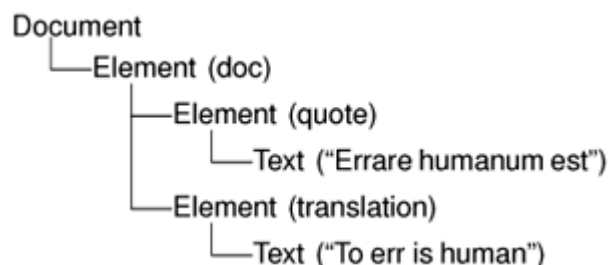 Document
Element (doc)
Element (quote)
Text (“Errare humanum est”)
Element (translation)
Text (“To err is human”)